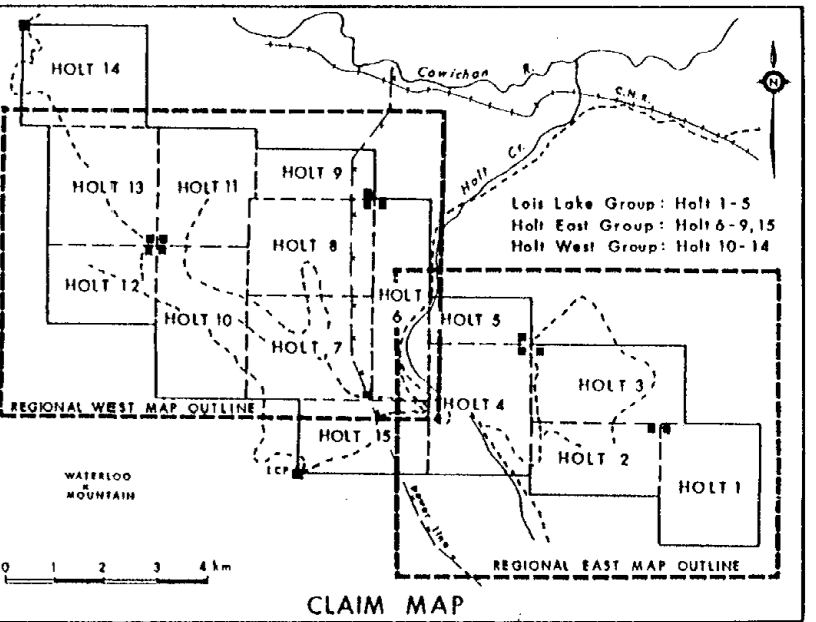 HOLT 14
Cowichan R.
C.N.R.
N
Holt Cr.
HOLT 9
HOLT 13
HOLT 11
Lois Lake Group: Holt 1-5
Holt East Group: Holt 6-9, 15
Holt West Group: Holt 10-14
HOLT 8
HOLT 12
HOLT 6
HOLT 10
HOLT 5
HOLT 7
HOLT 3
REGIONAL WEST MAP OUTLINE
HOLT 4
HOLT 15
HOLT 2
L.C.P.
WATERLOO
MOUNTAIN
HOLT 1
power line
REGIONAL EAST MAP OUTLINE
0 1 2 3 4 km
CLAIM MAP